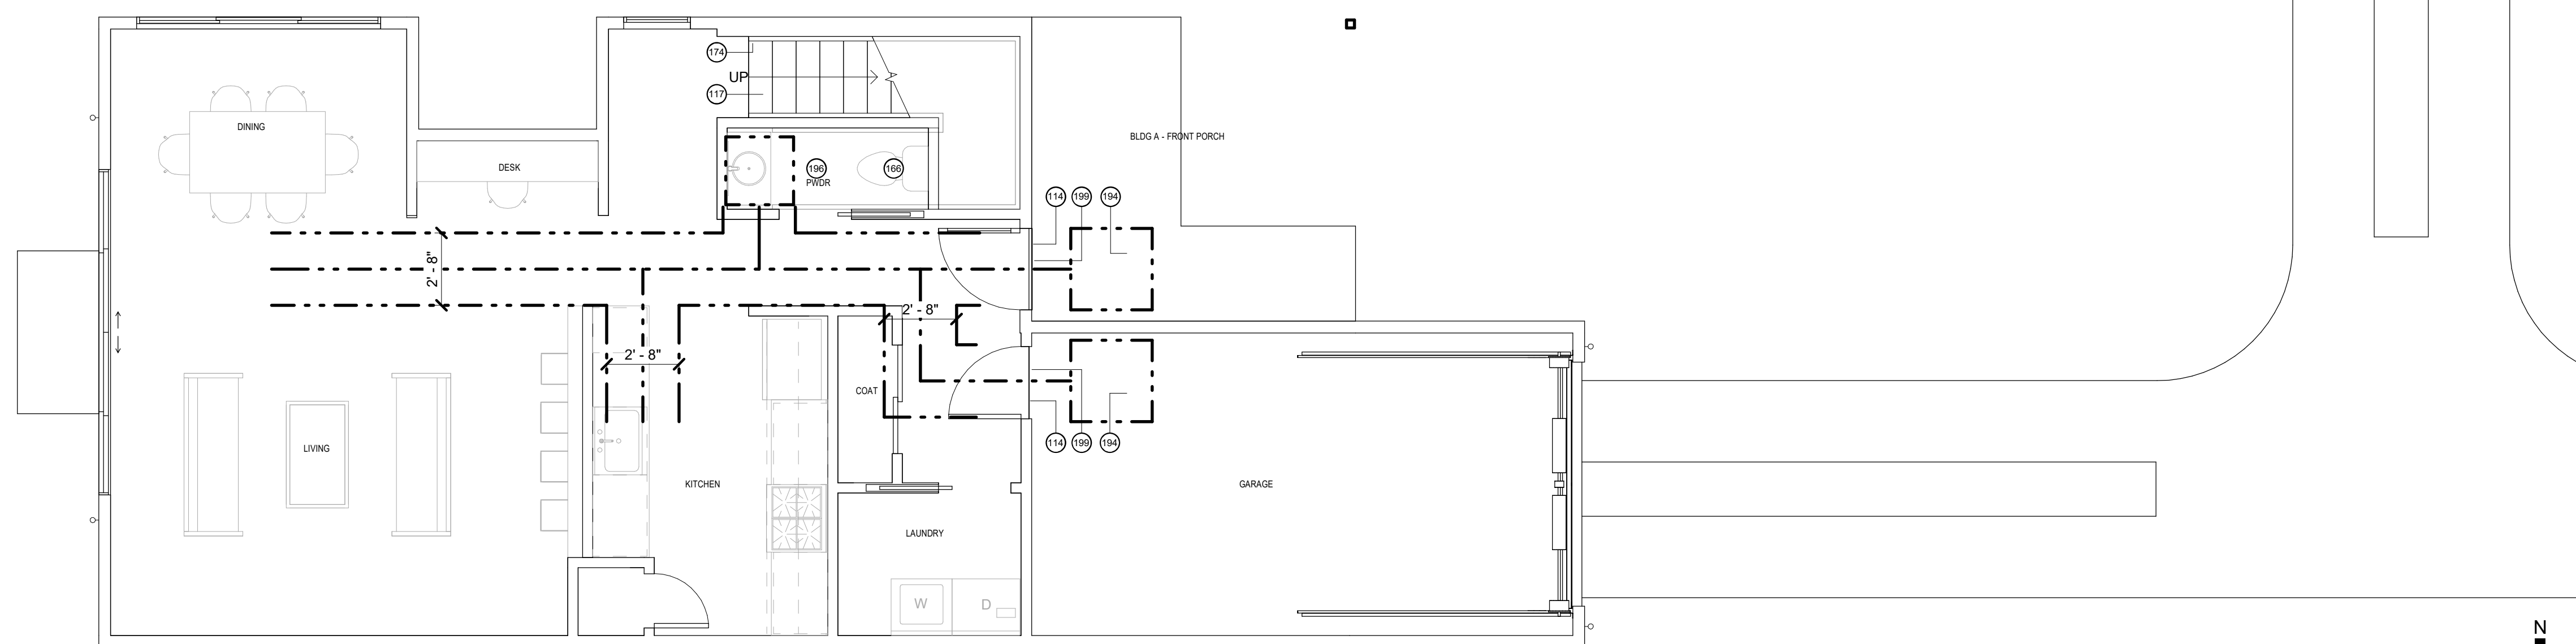 174
UP
117
DINING
BLDG A - FRONT PORCH
DESK
196
166
PWDR
114
199
194
2' - 8"
2' - 8"
2' - 8"
COAT
114
199
194
LIVING
KITCHEN
GARAGE
LAUNDRY
W
D
N